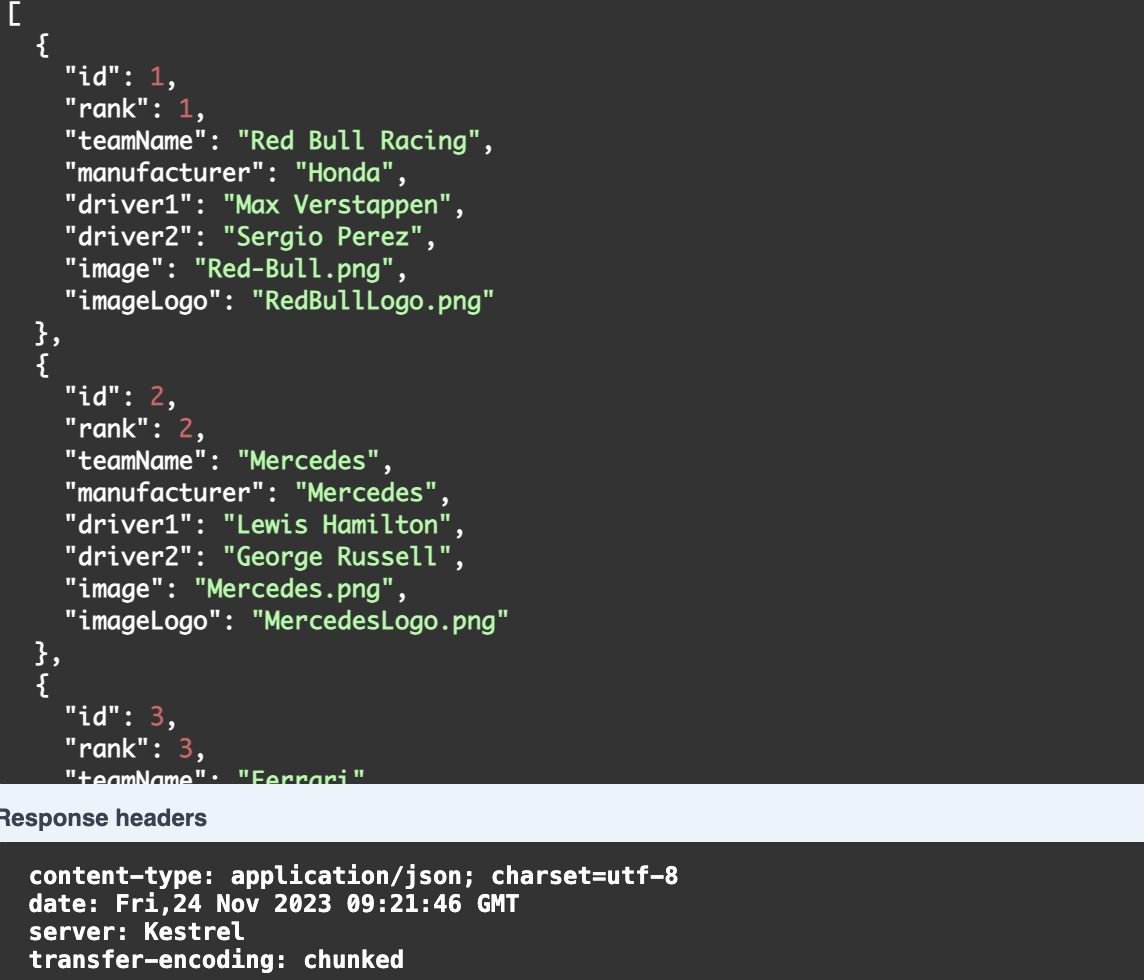 [
{
"id": 1,
"rank": 1,
"teamName": "Red Bull Racing",
"manufacturer": "Honda",
"driver1": "Max Verstappen",
"driver2": "Sergio Perez",
"image": "Red-Bull.png",
"imageLogo": "RedBullLogo.png"
},
{
"id": 2,
"rank": 2,
"teamName": "Mercedes",
"manufacturer": "Mercedes",
"driver1": "Lewis Hamilton",
"driver2": "George Russell",
"image": "Mercedes.png",
"imageLogo": "MercedesLogo.png"
},
{
"id": 3,
"rank": 3,
"teamName": "Ferrari"
Response headers
content-type: application/json; charset=utf-8
date: Fri,24 Nov 2023 09:21:46 GMT
server: Kestrel
transfer-encoding: chunked